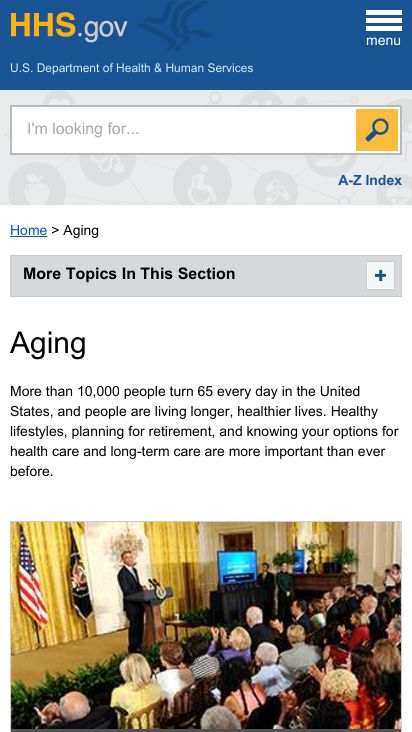 HHS.gov
menu
U.S. Department of Health & Human Services
I'm looking for...
A-Z Index
Home > Aging
More Topics In This Section
+
Aging
More than 10,000 people turn 65 every day in the United
States, and people are living longer, healthier lives. Healthy
lifestyles, planning for retirement, and knowing your options for
health care and long-term care are more important than ever
before.